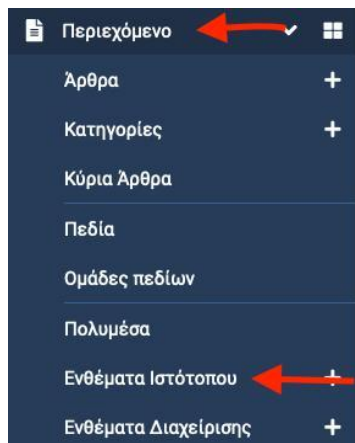 Περιεχόμενο
Άρθρα
Κατηγορίες
Κύρια Άρθρα
Πεδία
Ομάδες πεδίων
Πολυμέσα
Ενθέματα Ιστότοπου
Ενθέματα Διαχείρισης